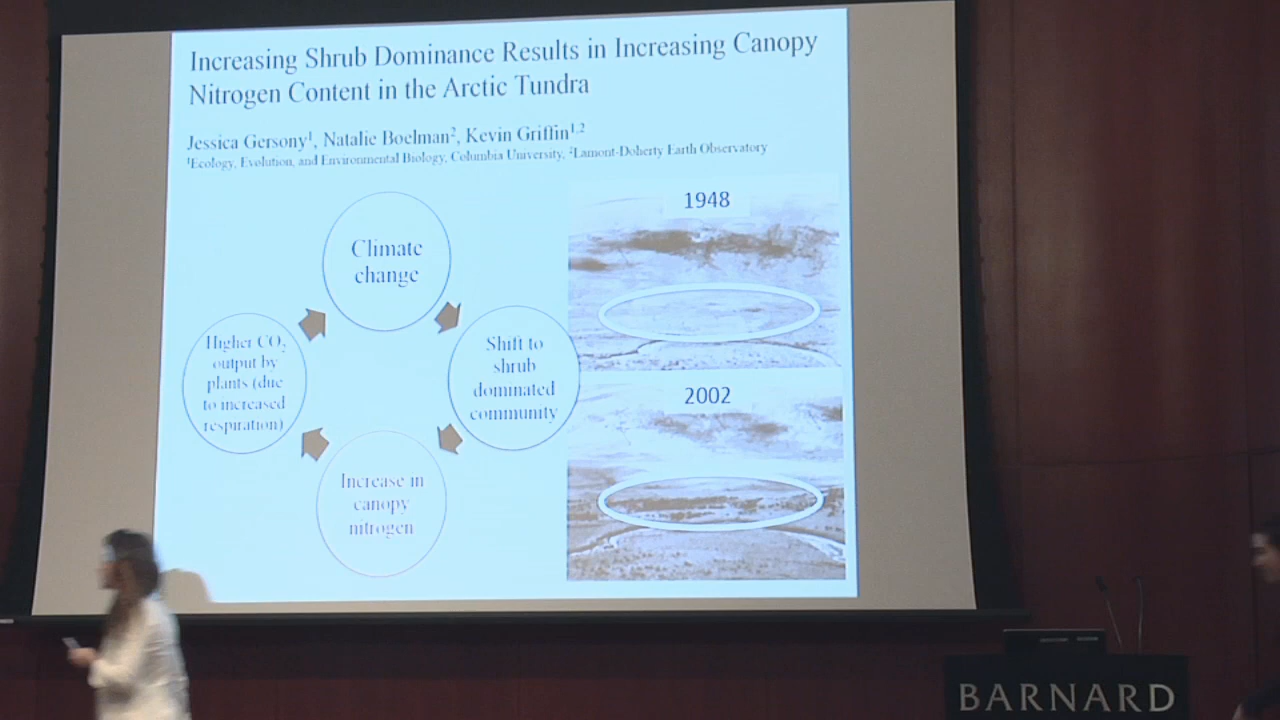 Increasing Shrub Dominance Results in Increasing Canopy
Nitrogen Content in the Arctic Tundra
Jessica Gersony¹, Natalie Boelman², Kevin Griffin¹,²
¹Ecology, Evolution, and Environmental Biology, Columbia University, ²Lamont-Doherty Earth Observatory
Climate
change
Shift to
shrub
dominated
community
Increase in
canopy
nitrogen
Higher CO₂
output by
plants (due
to increased
respiration)
1948
2002
BARNARD